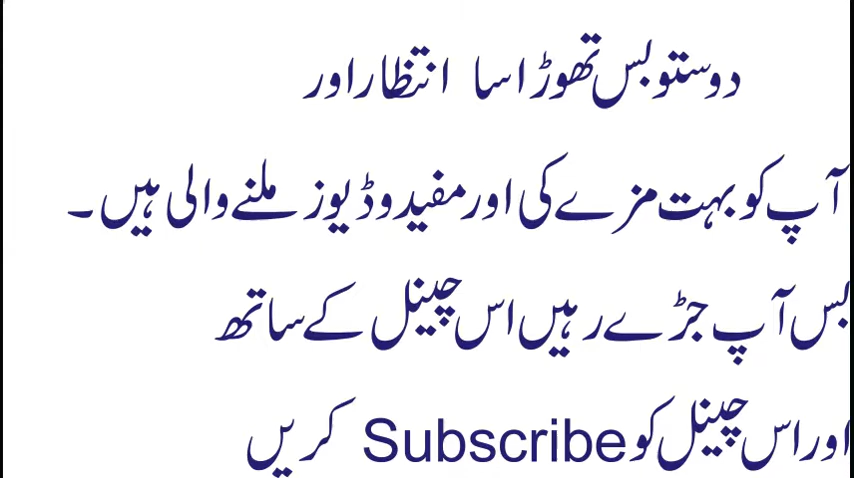 دوستو بس تھوڑا سا انتظار اور
آپ کو بہت مزے کی اور مفید وڈیوز ملنے والی ہیں۔
بس آپ جڑے رہیں اس چینل کے ساتھ
اور اس چینل کو Subscribe کریں